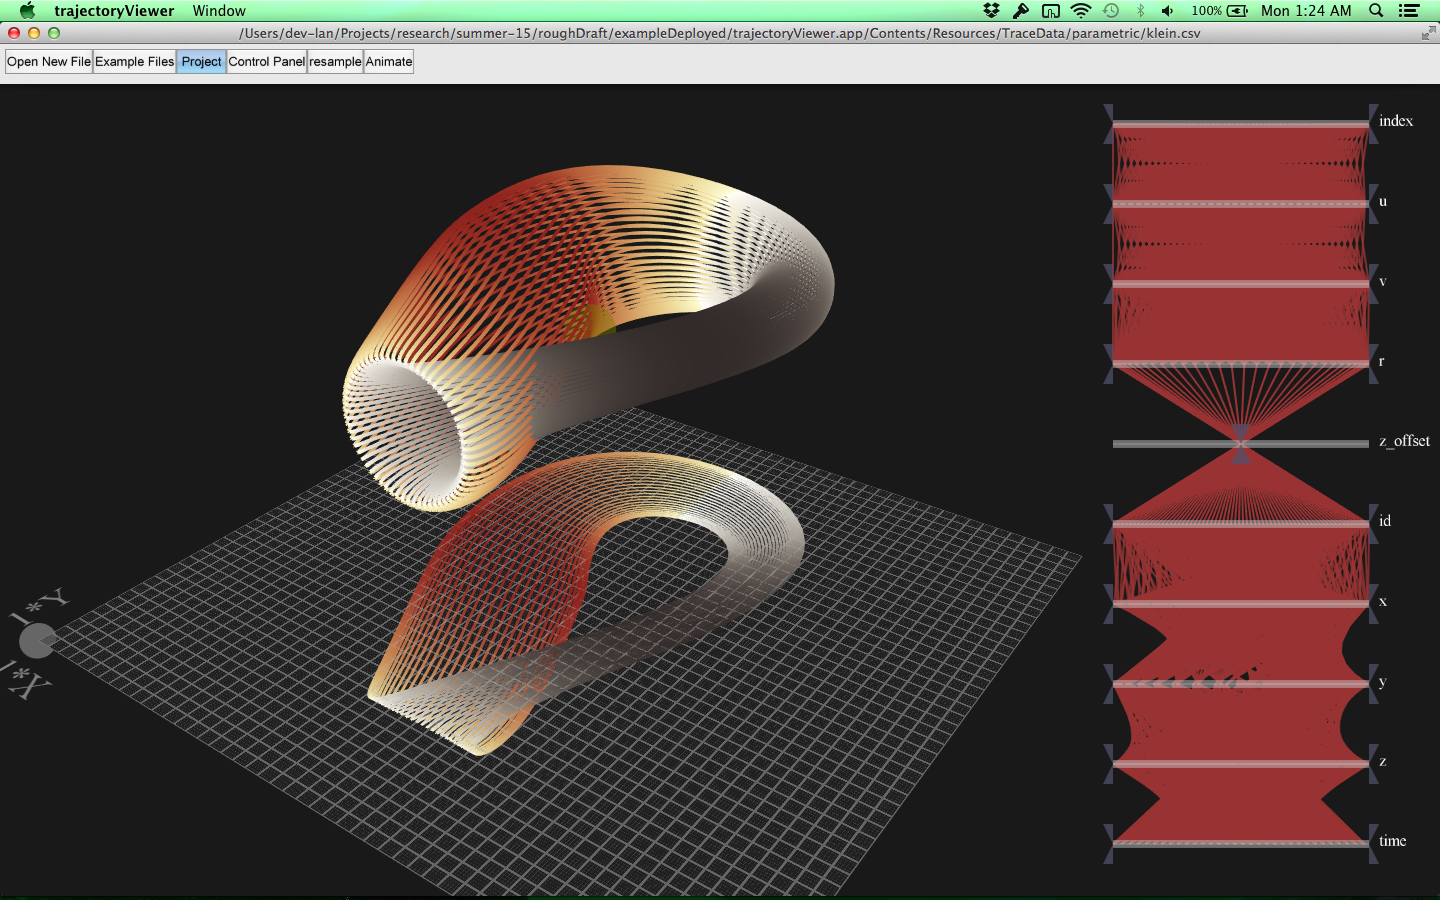 trajectoryViewer Window 100% Mon 1:24 AM
/Users/dev-lan/Projects/research/summer-15/roughDraft/exampleDeployed/trajectoryViewer.app/Contents/Resources/TraceData/parametric/klein.csv
Open New File Example Files Project Control Panel resample Animate
index
u
v
r
z_offset
id
x
y
z
time
1*Y
1*X